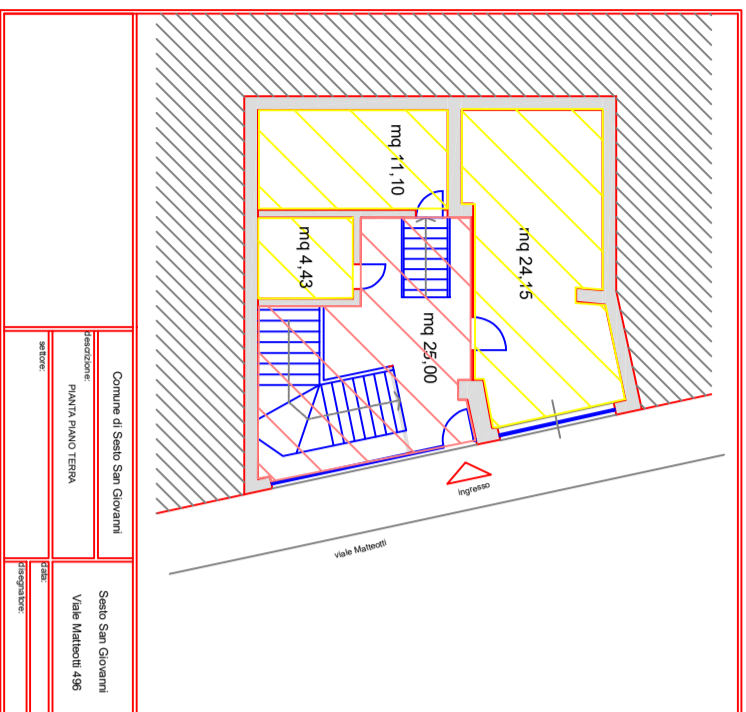 mq 11,10
mq 24,15
mq 4,43
mq 25,00
ingresso
viale Matteotti
Comune di Sesto San Giovanni
descrizione:
PIANTA PIANO TERRA
settore:
Sesto San Giovanni
Viale Matteotti 496
data:
disegnatore: